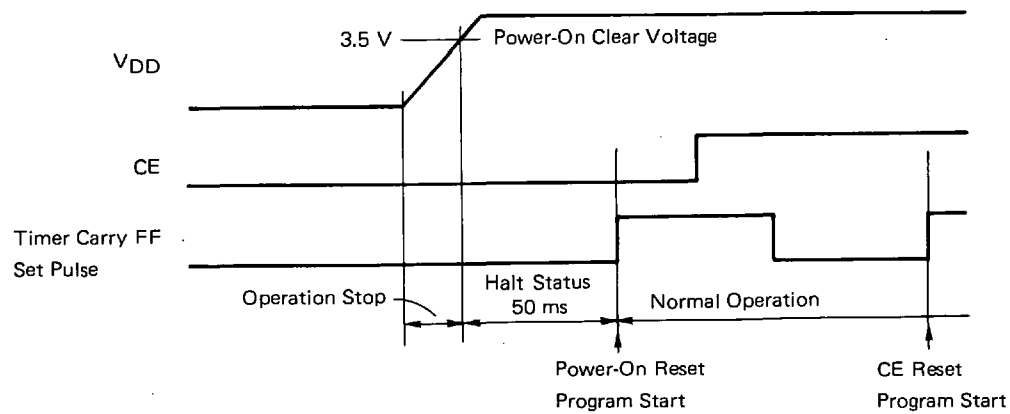 3.5 V
Power-On Clear Voltage
VDD
CE
Timer Carry FF
Set Pulse
Operation Stop
Halt Status
50 ms
Normal Operation
Power-On Reset
Program Start
CE Reset
Program Start